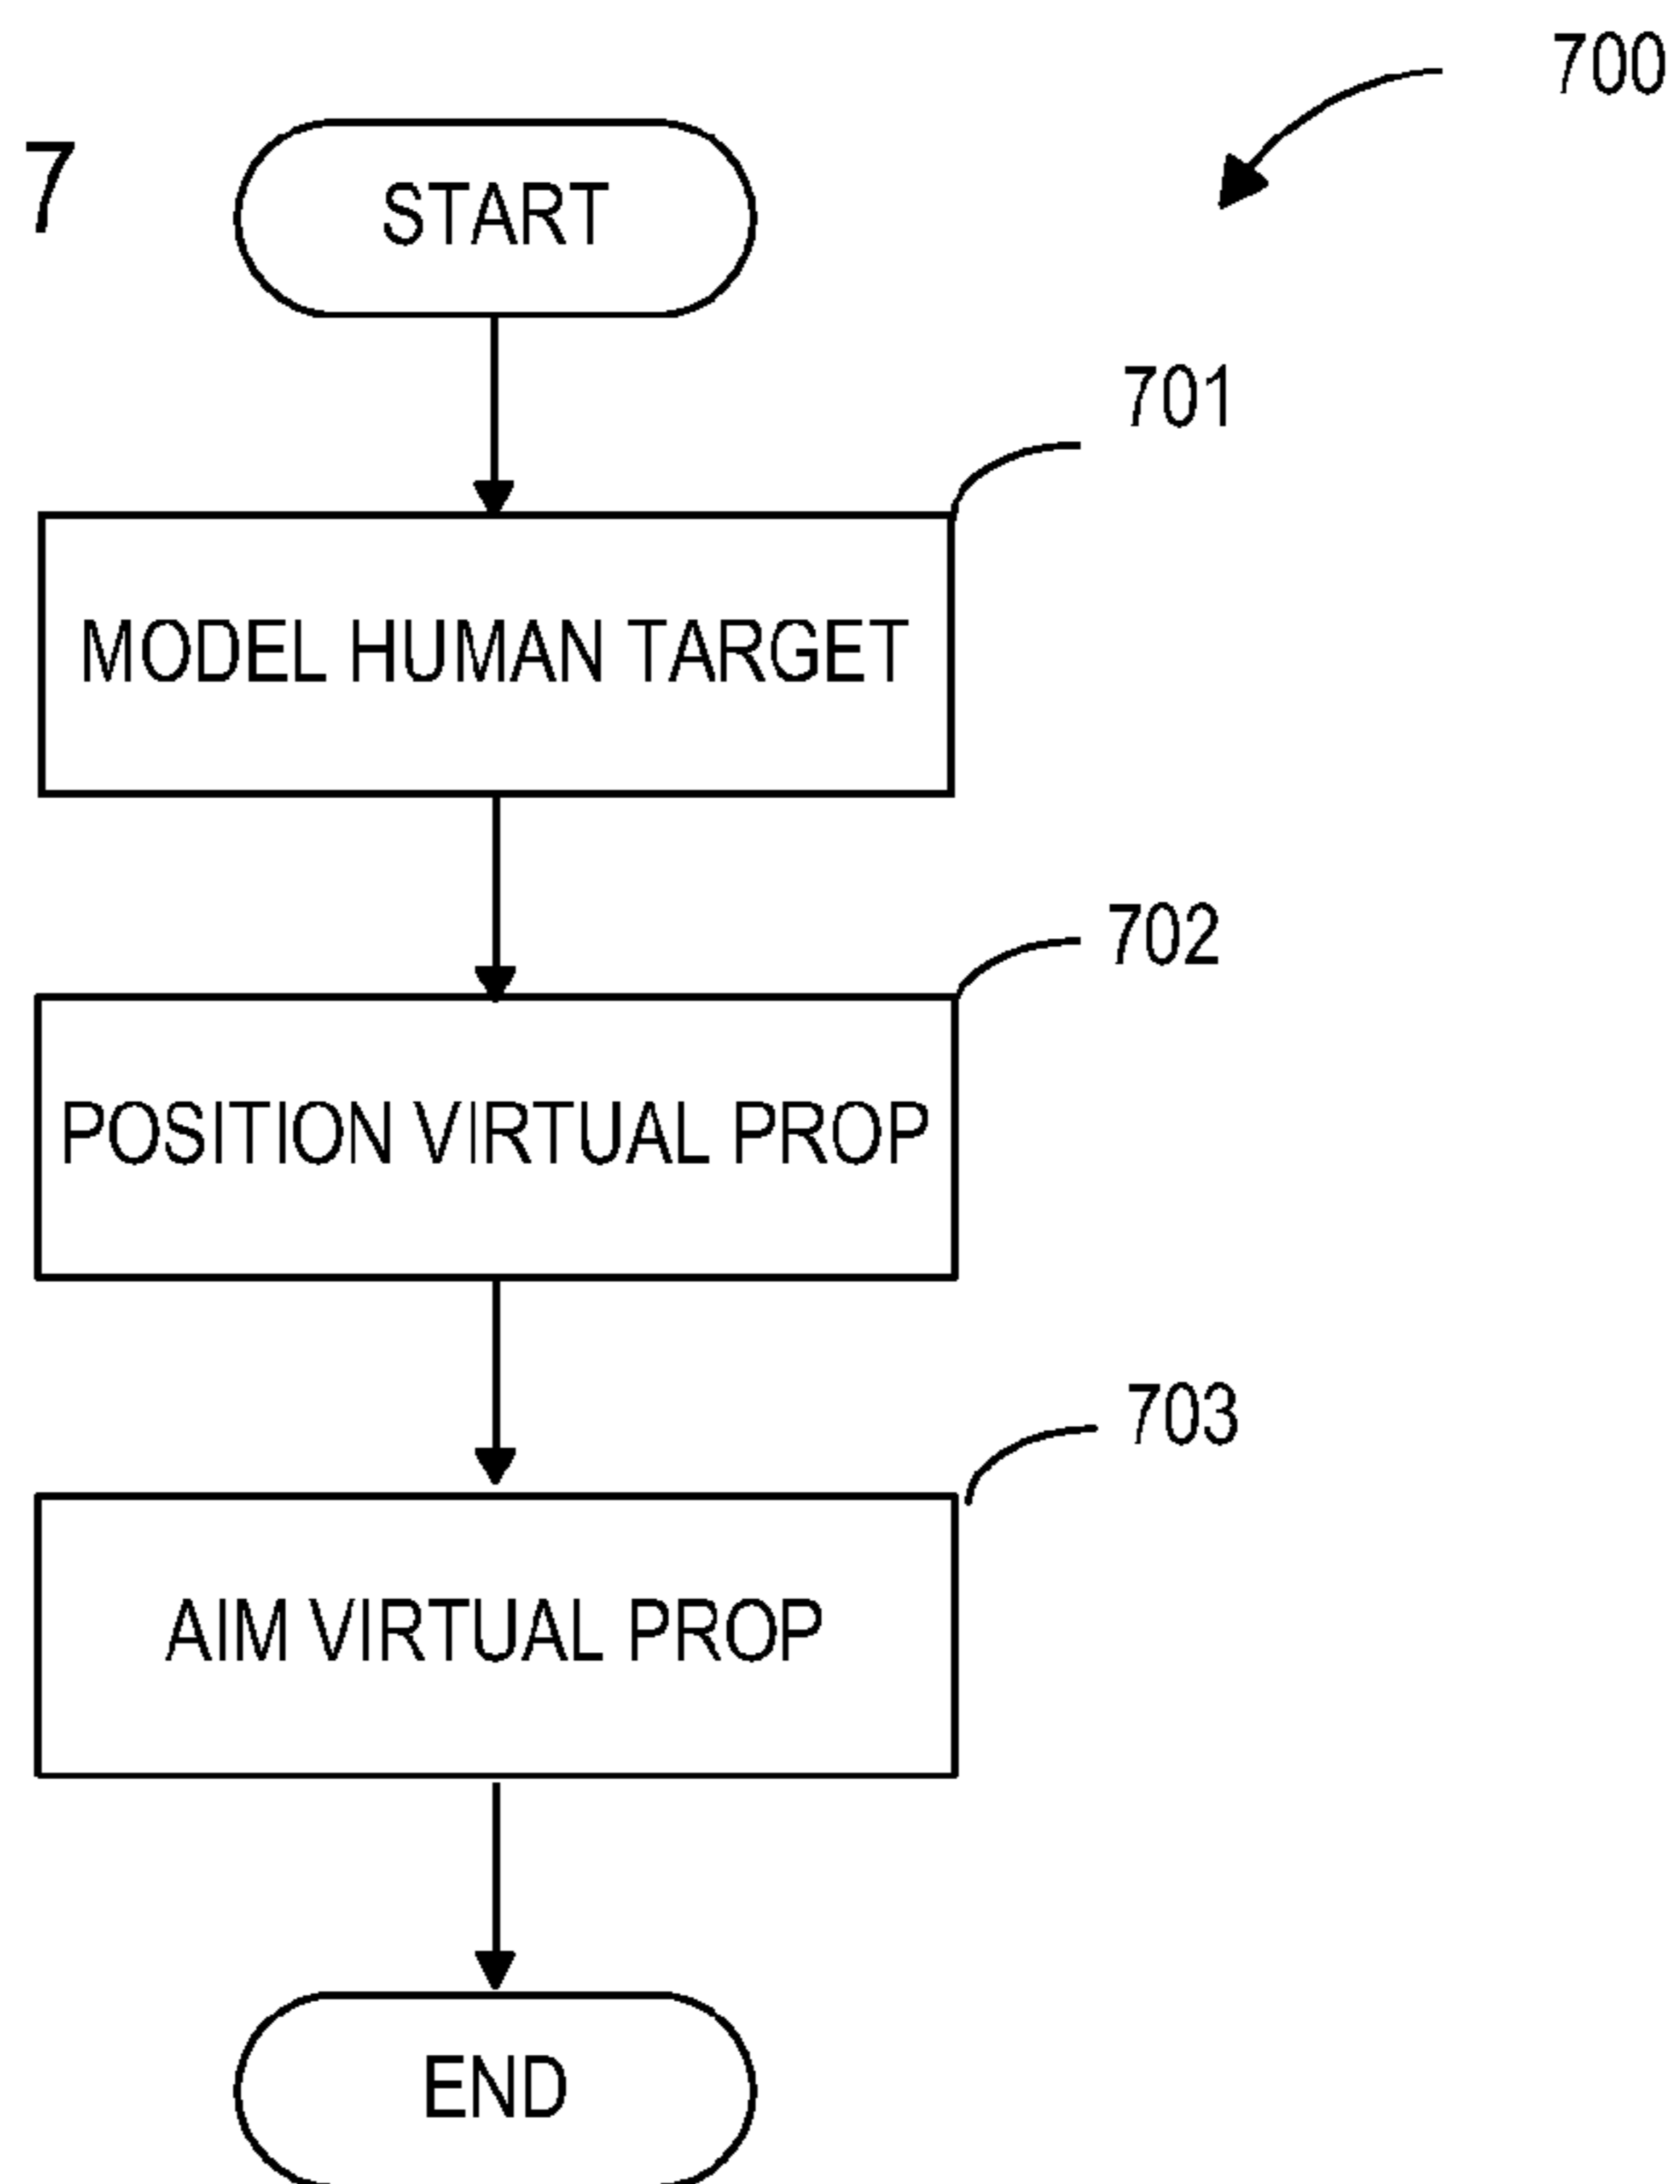 700
7
START
701
MODEL HUMAN TARGET
702
POSITION VIRTUAL PROP
703
AIM VIRTUAL PROP
END